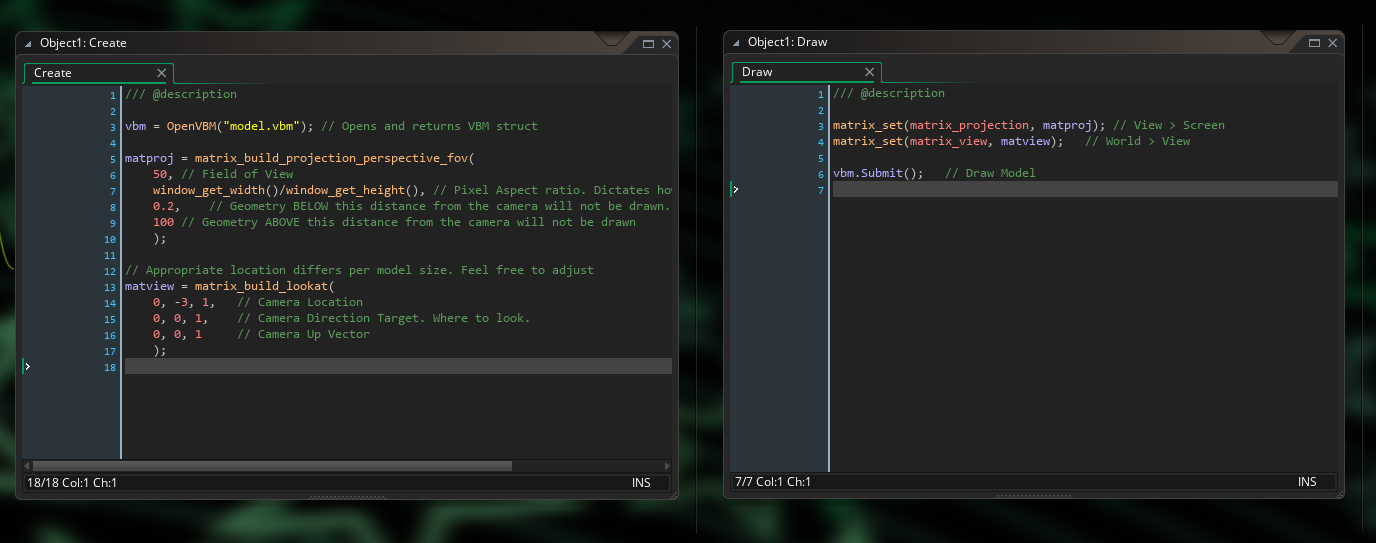 Object1: Create
Create
1 /// @description
2
3 vbm = OpenVBM("model.vbm"); // Opens and returns VBM struct
4
5 matproj = matrix_build_projection_perspective_fov(
6 50, // Field of View
7 window_get_width()/window_get_height(), // Pixel Aspect ratio. Dictates
8 0.2, // Geometry BELOW this distance from the camera will not be drawn.
9 100 // Geometry ABOVE this distance from the camera will not be drawn
10 );
11
12 // Appropriate location differs per model size. Feel free to adjust
13 matview = matrix_build_lookat(
14 0, -3, 1, // Camera Location
15 0, 0, 1, // Camera Direction Target. Where to look.
16 0, 0, 1 // Camera Up Vector
17 );
18
18/18 Col:1 Ch:1 INS
Object1: Draw
Draw
1 /// @description
2
3 matrix_set(matrix_projection, matproj); // View > Screen
4 matrix_set(matrix_view, matview); // World > View
5
6 vbm.Submit(); // Draw Model
7
7/7 Col:1 Ch:1 INS